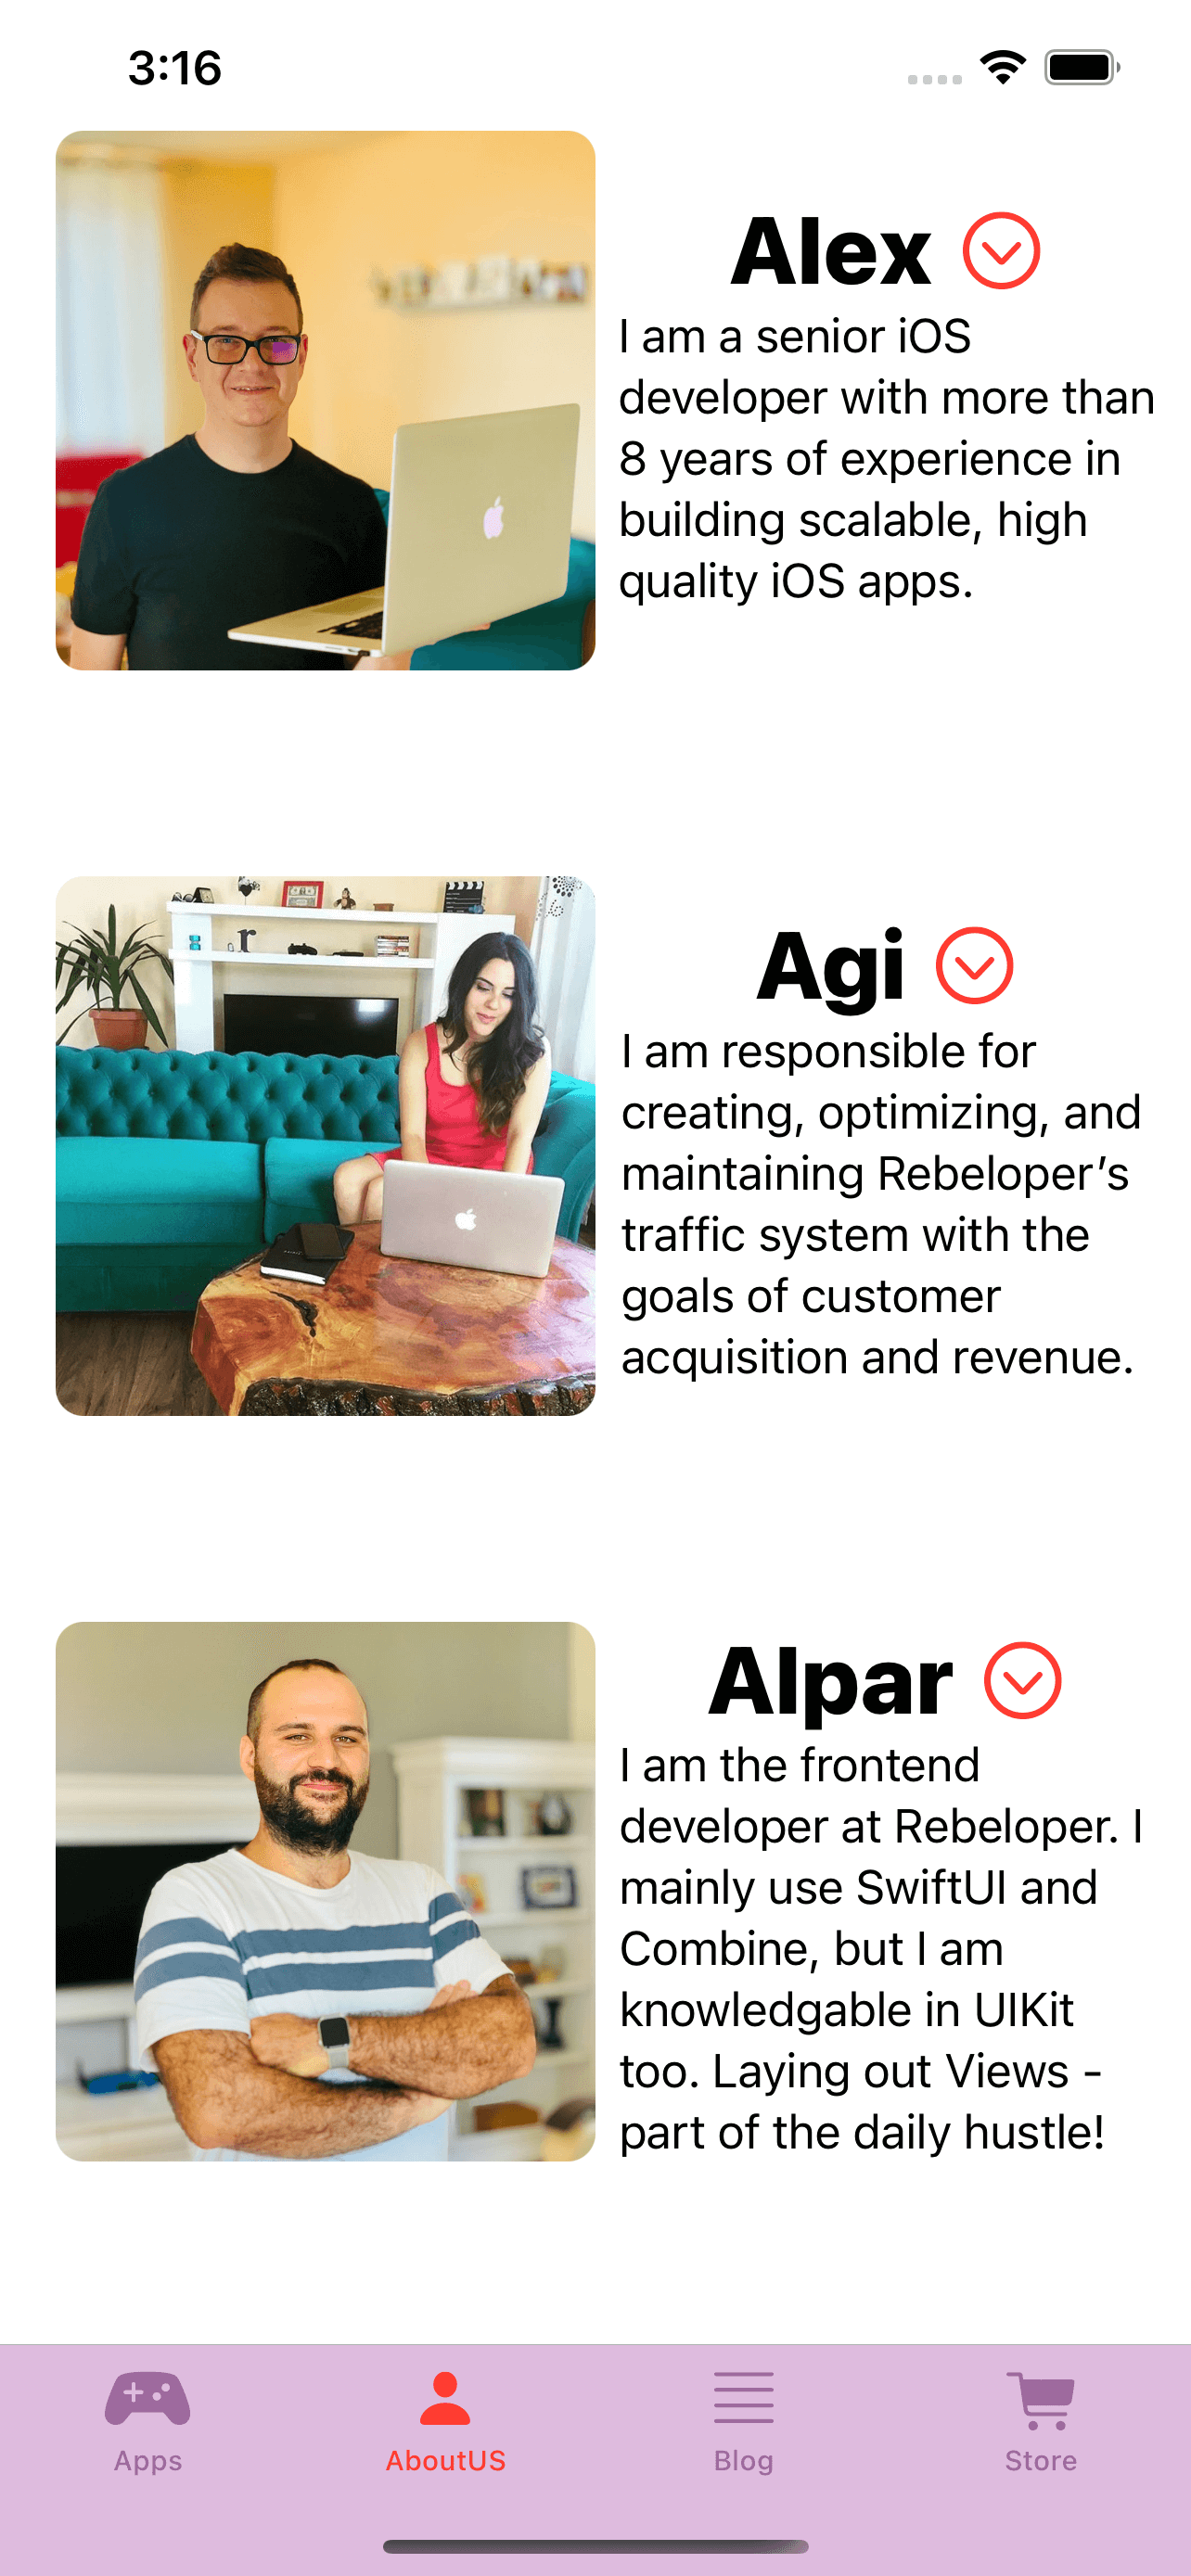 3:16
Alex
I am a senior iOS
developer with more than
8 years of experience in
building scalable, high
quality iOS apps.
r
Agi
I am responsible for
creating, optimizing, and
maintaining Rebeloper’s
traffic system with the
goals of customer
acquisition and revenue.
Alpar
I am the frontend
developer at Rebeloper. I
mainly use SwiftUI and
Combine, but I am
knowledgable in UIKit
too. Laying out Views -
part of the daily hustle!
Apps
AboutUS
Blog
Store